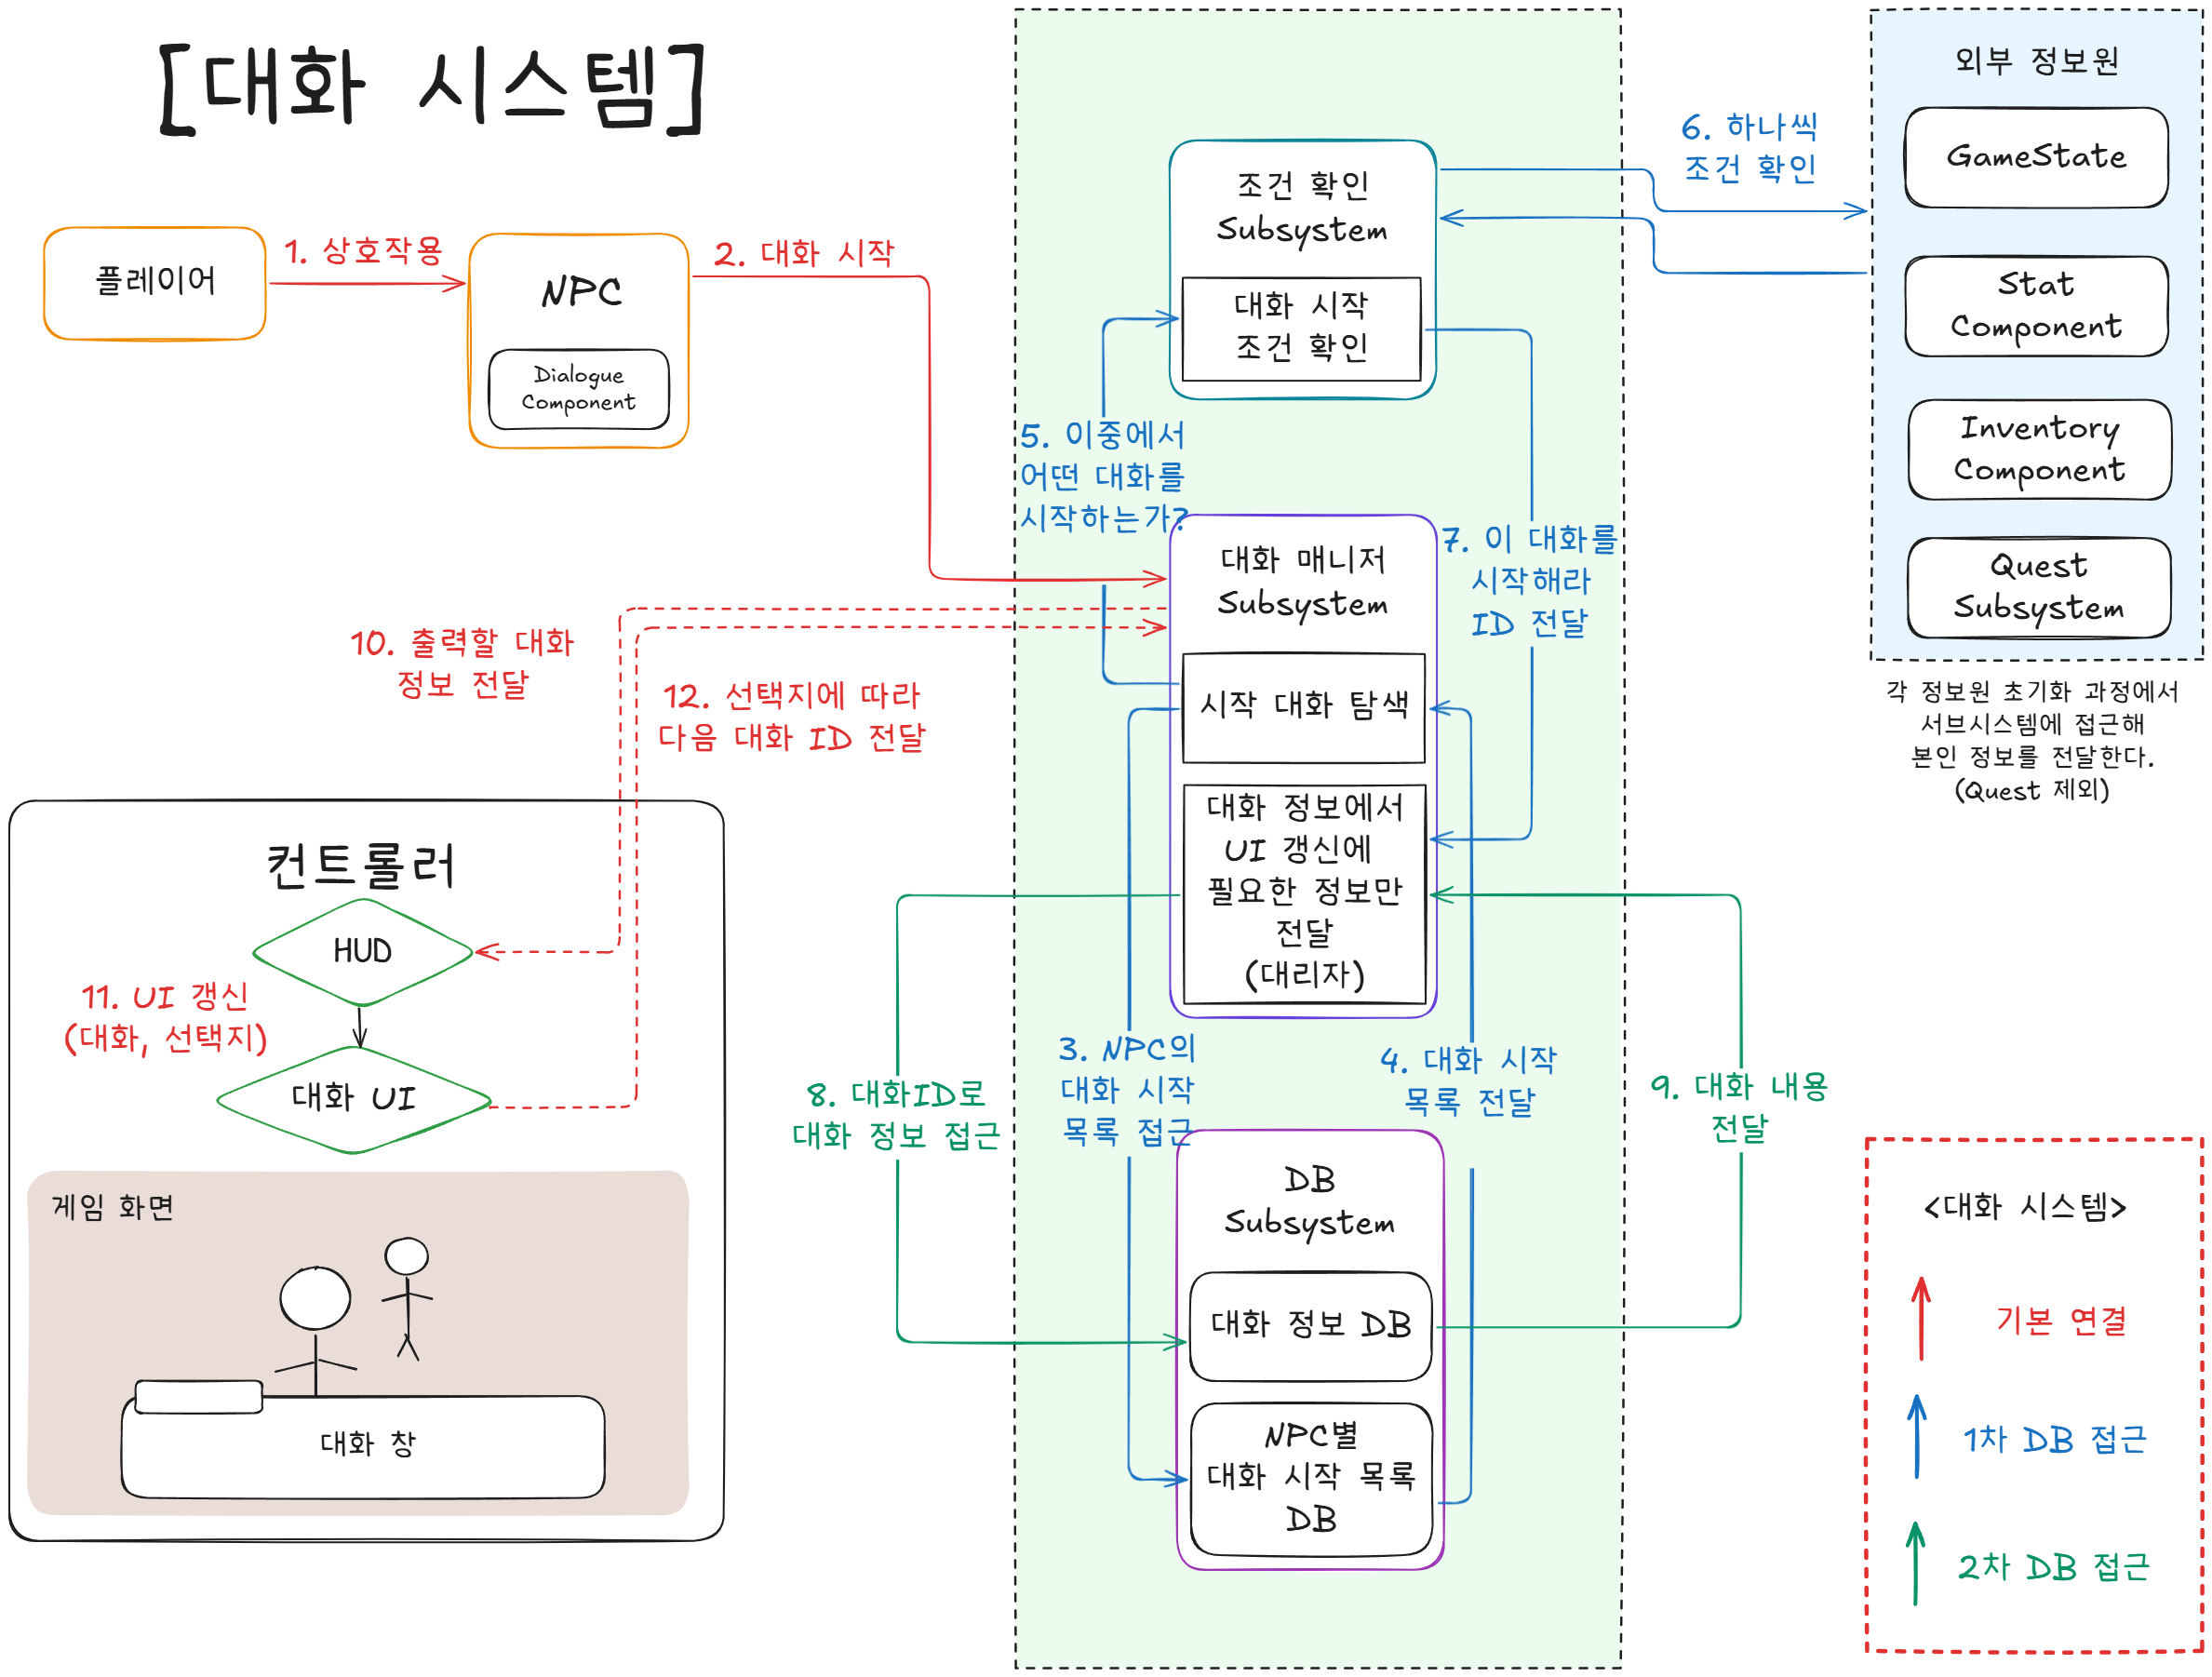 [대화 시스템]
플레이어
1. 상호작용
NPC
Dialogue
Component
2. 대화 시작
조건 확인
Subsystem
대화 시작
조건 확인
6. 하나씩
조건 확인
외부 정보원
GameState
Stat
Component
Inventory
Component
Quest
Subsystem
각 정보원 초기화 과정에서
서브시스템에 접근해
본인 정보를 전달한다.
(Quest 제외)
5. 이중에서
어떤 대화를
시작하는가?
7. 이 대화를
시작해라
ID 전달
대화 매니저
Subsystem
시작 대화 탐색
대화 정보에서
UI 갱신에
필요한 정보만
전달
(대리자)
10. 출력할 대화
정보 전달
12. 선택지에 따라
다음 대화 ID 전달
컨트롤러
HUD
11. UI 갱신
(대화, 선택지)
대화 UI
게임 화면
대화 창
8. 대화ID로
대화 정보 접근
3. NPC의
대화 시작
목록 접근
4. 대화 시작
목록 전달
9. 대화 내용
전달
DB
Subsystem
대화 정보 DB
NPC별
대화 시작 목록
DB
<대화 시스템>
기본 연결
1차 DB 접근
2차 DB 접근